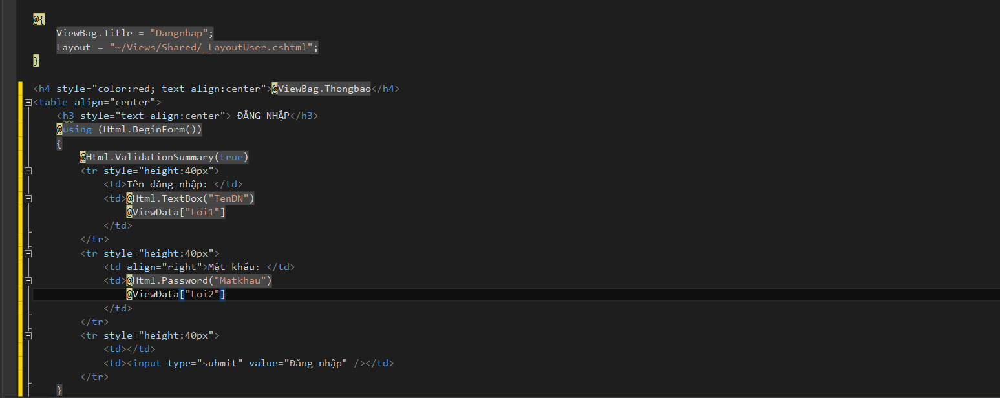 @{
    ViewBag.Title = "Dangnhap";
    Layout = "~/Views/Shared/_LayoutUser.cshtml";
}
<h4 style="color:red; text-align:center">@ViewBag.Thongbao</h4>
<table align="center">
    <h3 style="text-align:center"> ĐĂNG NHẬP</h3>
    @using (Html.BeginForm())
    {
        @Html.ValidationSummary(true)
        <tr style="height:40px">
            <td>Tên đăng nhập: </td>
            <td>@Html.TextBox("TenDN")
                @ViewData["Loi1"]
            </td>
        </tr>
        <tr style="height:40px">
            <td align="right">Mật khẩu: </td>
            <td>@Html.Password("Matkhau")
                @ViewData["Loi2"]
            </td>
        </tr>
        <tr style="height:40px">
            <td></td>
            <td><input type="submit" value="Đăng nhập" /></td>
        </tr>
    }